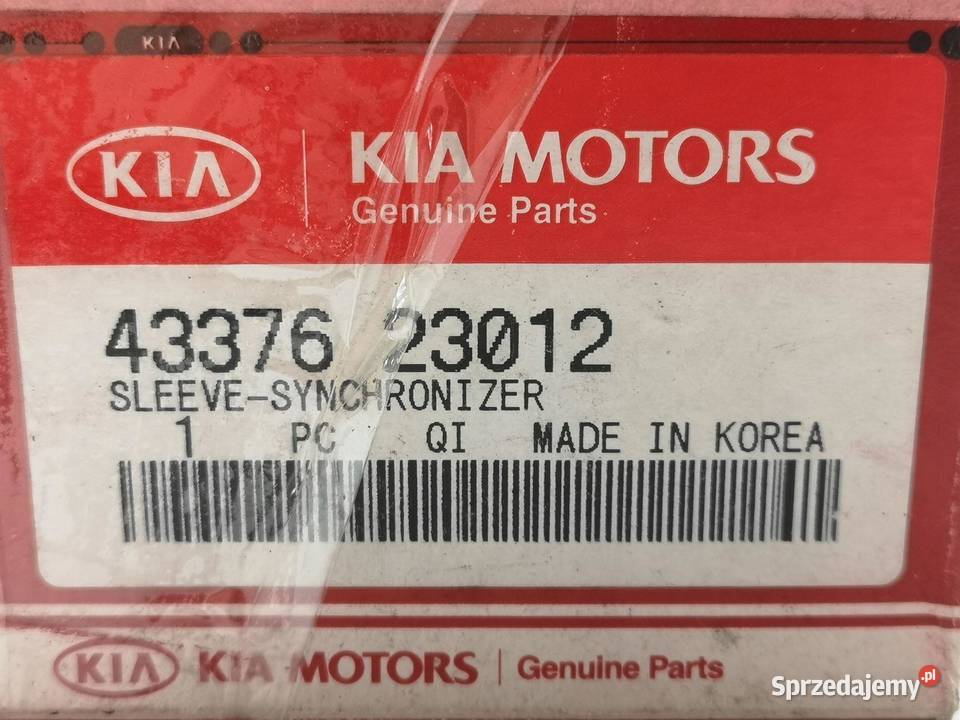 KIA
KIA KIA MOTORS
Genuine Parts
43376 23012
SLEEVE-SYNCHRONIZER
1 PC QI MADE IN KOREA
KIA KIA MOTORS Genuine Parts
Sprzedajemy.pl